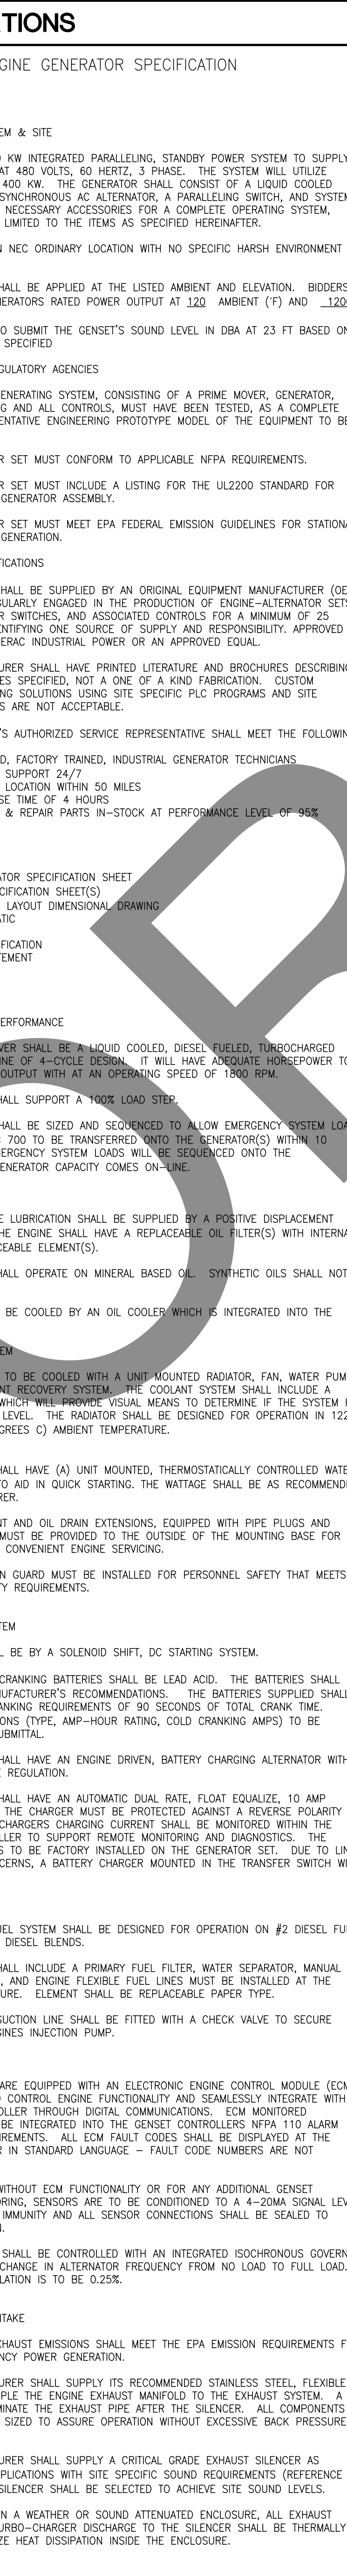 TIONS
GINE GENERATOR SPECIFICATION
EM & SITE
KW INTEGRATED PARALLELING, STANDBY POWER SYSTEM TO SUPPLY
AT 480 VOLTS, 60 HERTZ, 3 PHASE. THE SYSTEM WILL UTILIZE
400 KW. THE GENERATOR SHALL CONSIST OF A LIQUID COOLED
SYNCHRONOUS AC ALTERNATOR, A PARALLELING SWITCH, AND SYSTEM
NECESSARY ACCESSORIES FOR A COMPLETE OPERATING SYSTEM,
LIMITED TO THE ITEMS AS SPECIFIED HEREINAFTER.
N NEC ORDINARY LOCATION WITH NO SPECIFIC HARSH ENVIRONMENT
HALL BE APPLIED AT THE LISTED AMBIENT AND ELEVATION. BIDDERS
NERATORS RATED POWER OUTPUT AT 120 AMBIENT (°F) AND 120
O SUBMIT THE GENSET'S SOUND LEVEL IN DBA AT 23 FT BASED ON
SPECIFIED
GULATORY AGENCIES
ENERATING SYSTEM, CONSISTING OF A PRIME MOVER, GENERATOR,
G AND ALL CONTROLS, MUST HAVE BEEN TESTED, AS A COMPLETE
ENTATIVE ENGINEERING PROTOTYPE MODEL OF THE EQUIPMENT TO BE
R SET MUST CONFORM TO APPLICABLE NFPA REQUIREMENTS.
R SET MUST INCLUDE A LISTING FOR THE UL2200 STANDARD FOR
GENERATOR ASSEMBLY.
R SET MUST MEET EPA FEDERAL EMISSION GUIDELINES FOR STATIONA
GENERATION.
FICATIONS
SHALL BE SUPPLIED BY AN ORIGINAL EQUIPMENT MANUFACTURER (OE
GULARLY ENGAGED IN THE PRODUCTION OF ENGINE-ALTERNATOR SETS
R SWITCHES, AND ASSOCIATED CONTROLS FOR A MINIMUM OF 25
ENTIFYING ONE SOURCE OF SUPPLY AND RESPONSIBILITY. APPROVED
ERAC INDUSTRIAL POWER OR AN APPROVED EQUAL.
URER SHALL HAVE PRINTED LITERATURE AND BROCHURES DESCRIBING
ES SPECIFIED, NOT A ONE OF A KIND FABRICATION. CUSTOM
NG SOLUTIONS USING SITE SPECIFIC PLC PROGRAMS AND SITE
S ARE NOT ACCEPTABLE.
'S AUTHORIZED SERVICE REPRESENTATIVE SHALL MEET THE FOLLOWIN
D, FACTORY TRAINED, INDUSTRIAL GENERATOR TECHNICIANS
SUPPORT 24/7
LOCATION WITHIN 50 MILES
SE TIME OF 4 HOURS
& REPAIR PARTS IN-STOCK AT PERFORMANCE LEVEL OF 95%
ATOR SPECIFICATION SHEET
CIFICATION SHEET(S)
LAYOUT DIMENSIONAL DRAWING
ATIC
IFICATION
TEMENT
PERFORMANCE
VER SHALL BE A LIQUID COOLED, DIESEL FUELED, TURBOCHARGED
INE OF 4-CYCLE DESIGN. IT WILL HAVE ADEQUATE HORSEPOWER TO
OUTPUT WITH AT AN OPERATING SPEED OF 1800 RPM.
HALL SUPPORT A 100% LOAD STEP.
HALL BE SIZED AND SEQUENCED TO ALLOW EMERGENCY SYSTEM LOA
700 TO BE TRANSFERRED ONTO THE GENERATOR(S) WITHIN 10
MERGENCY SYSTEM LOADS WILL BE SEQUENCED ONTO THE
ENERATOR CAPACITY COMES ON-LINE.
E LUBRICATION SHALL BE SUPPLIED BY A POSITIVE DISPLACEMENT
HE ENGINE SHALL HAVE A REPLACEABLE OIL FILTER(S) WITH INTERNA
CEABLE ELEMENT(S).
HALL OPERATE ON MINERAL BASED OIL. SYNTHETIC OILS SHALL NOT
BE COOLED BY AN OIL COOLER WHICH IS INTEGRATED INTO THE
EM
TO BE COOLED WITH A UNIT MOUNTED RADIATOR, FAN, WATER PUM
NT RECOVERY SYSTEM. THE COOLANT SYSTEM SHALL INCLUDE A
WHICH WILL PROVIDE VISUAL MEANS TO DETERMINE IF THE SYSTEM
LEVEL. THE RADIATOR SHALL BE DESIGNED FOR OPERATION IN 122
GREES C) AMBIENT TEMPERATURE.
HALL HAVE (A) UNIT MOUNTED, THERMOSTATICALLY CONTROLLED WATE
TO AID IN QUICK STARTING. THE WATTAGE SHALL BE AS RECOMMEND
RER.
NT AND OIL DRAIN EXTENSIONS, EQUIPPED WITH PIPE PLUGS AND
MUST BE PROVIDED TO THE OUTSIDE OF THE MOUNTING BASE FOR
CONVENIENT ENGINE SERVICING.
N GUARD MUST BE INSTALLED FOR PERSONNEL SAFETY THAT MEETS
TY REQUIREMENTS.
TEM
LL BE BY A SOLENOID SHIFT, DC STARTING SYSTEM.
CRANKING BATTERIES SHALL BE LEAD ACID. THE BATTERIES SHALL
NUFACTURER'S RECOMMENDATIONS. THE BATTERIES SUPPLIED SHALL
ANKING REQUIREMENTS OF 90 SECONDS OF TOTAL CRANK TIME.
ONS (TYPE, AMP-HOUR RATING, COLD CRANKING AMPS) TO BE
UBMITTAL.
HALL HAVE AN ENGINE DRIVEN, BATTERY CHARGING ALTERNATOR WITH
E REGULATION.
HALL HAVE AN AUTOMATIC DUAL RATE, FLOAT EQUALIZE, 10 AMP
THE CHARGER MUST BE PROTECTED AGAINST A REVERSE POLARITY
CHARGERS CHARGING CURRENT SHALL BE MONITORED WITHIN THE
LLER TO SUPPORT REMOTE MONITORING AND DIAGNOSTICS. THE
S TO BE FACTORY INSTALLED ON THE GENERATOR SET. DUE TO LIN
CERNS, A BATTERY CHARGER MOUNTED IN THE TRANSFER SWITCH WI
UEL SYSTEM SHALL BE DESIGNED FOR OPERATION ON #2 DIESEL FU
DIESEL BLENDS.
HALL INCLUDE A PRIMARY FUEL FILTER, WATER SEPARATOR, MANUAL
, AND ENGINE FLEXIBLE FUEL LINES MUST BE INSTALLED AT THE
URE. ELEMENT SHALL BE REPLACEABLE PAPER TYPE.
SUCTION LINE SHALL BE FITTED WITH A CHECK VALVE TO SECURE
GINES INJECTION PUMP.
ARE EQUIPPED WITH AN ELECTRONIC ENGINE CONTROL MODULE (ECM
O CONTROL ENGINE FUNCTIONALITY AND SEAMLESSLY INTEGRATE WITH
OLLER THROUGH DIGITAL COMMUNICATIONS. ECM MONITORED
BE INTEGRATED INTO THE GENSET CONTROLLERS NFPA 110 ALARM
IREMENTS. ALL ECM FAULT CODES SHALL BE DISPLAYED AT THE
R IN STANDARD LANGUAGE - FAULT CODE NUMBERS ARE NOT
WITHOUT ECM FUNCTIONALITY OR FOR ANY ADDITIONAL GENSET
ORING, SENSORS ARE TO BE CONDITIONED TO A 4-20MA SIGNAL LEV
IMMUNITY AND ALL SENSOR CONNECTIONS SHALL BE SEALED TO
N.
SHALL BE CONTROLLED WITH AN INTEGRATED ISOCHRONOUS GOVERN
CHANGE IN ALTERNATOR FREQUENCY FROM NO LOAD TO FULL LOAD.
LATION IS TO BE 0.25%.
NTAKE
XHAUST EMISSIONS SHALL MEET THE EPA EMISSION REQUIREMENTS F
NCY POWER GENERATION.
URER SHALL SUPPLY ITS RECOMMENDED STAINLESS STEEL, FLEXIBLE
PLE THE ENGINE EXHAUST MANIFOLD TO THE EXHAUST SYSTEM. A
MINATE THE EXHAUST PIPE AFTER THE SILENCER. ALL COMPONENTS
SIZED TO ASSURE OPERATION WITHOUT EXCESSIVE BACK PRESSURE
URER SHALL SUPPLY A CRITICAL GRADE EXHAUST SILENCER AS
PLICATIONS WITH SITE SPECIFIC SOUND REQUIREMENTS (REFERENCE
SILENCER SHALL BE SELECTED TO ACHIEVE SITE SOUND LEVELS.
N A WEATHER OR SOUND ATTENUATED ENCLOSURE, ALL EXHAUST
URBO-CHARGER DISCHARGE TO THE SILENCER SHALL BE THERMALLY
ZE HEAT DISSIPATION INSIDE THE ENCLOSURE.